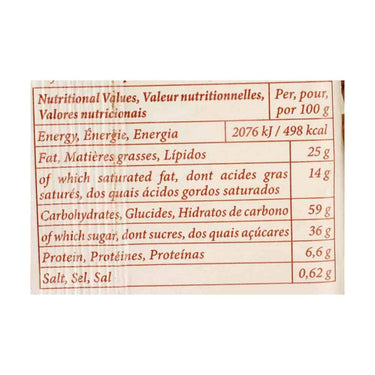 Nutritional Values, Valeur nutritionnelles, Per, pour,
Valores nutricionais por 100 g
Energy, Énergie, Energia 2076 kJ / 498 kcal
Fat, Matières grasses, Lípidos 25 g
of which saturated fat, dont acides gras 14 g
saturés, dos quais ácidos gordos saturados
Carbohydrates, Glucides, Hidratos de carbono 59 g
of which sugar, dont sucres, dos quais açúcares 36 g
Protein, Protéines, Proteínas 6,6 g
Salt, Sel, Sal 0,62 g